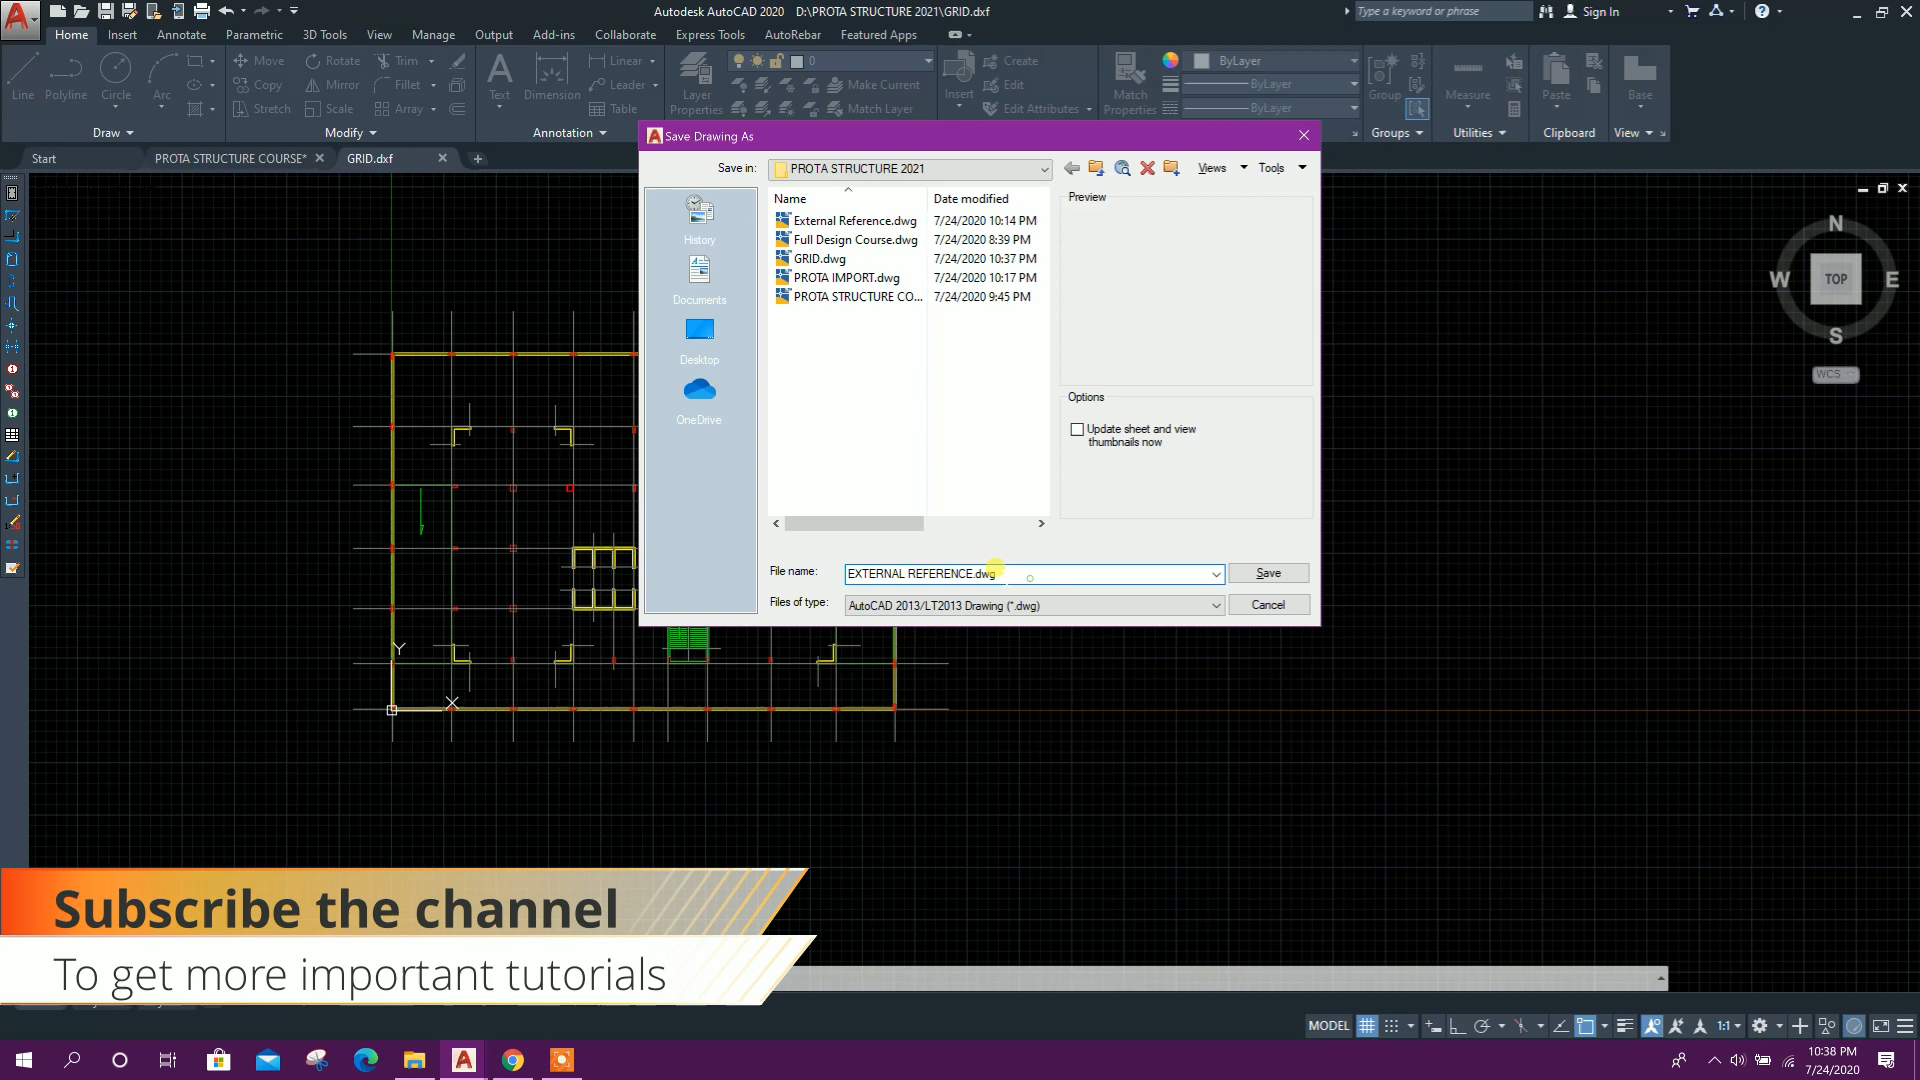 Autodesk AutoCAD 2020 D:\PROTA STRUCTURE 2021\GRID.dxf
Type a keyword or phrase
Sign In
Home Insert Annotate Parametric 3D Tools View Manage Output Add-ins Collaborate Express Tools AutoRebar Featured Apps
Line Polyline Circle Arc
Move Rotate Trim
Copy Mirror Fillet
Stretch Scale Array
Text Dimension
Linear
Leader
Table
Layer Properties
0
Make Current
Match Layer
Insert
Create
Edit
Edit Attributes
Match Properties
ByLayer
ByLayer
ByLayer
Group
Measure
Paste
Base
Draw Modify Annotation Groups Utilities Clipboard View
Start PROTA STRUCTURE COURSE* GRID.dxf
Save Drawing As
Save in: PROTA STRUCTURE 2021 Views Tools
History
Documents
Desktop
OneDrive
Name Date modified
External Reference.dwg 7/24/2020 10:14 PM
Full Design Course.dwg 7/24/2020 8:39 PM
GRID.dwg 7/24/2020 10:37 PM
PROTA IMPORT.dwg 7/24/2020 10:17 PM
PROTA STRUCTURE CO... 7/24/2020 9:45 PM
Preview
Options
Update sheet and view
thumbnails now
File name: EXTERNAL REFERENCE.dwg Save
Files of type: AutoCAD 2013/LT2013 Drawing (*.dwg) Cancel
N
W TOP E
S
WCS
Y
X
Subscribe the channel
To get more important tutorials
MODEL 1:1
10:38 PM
7/24/2020